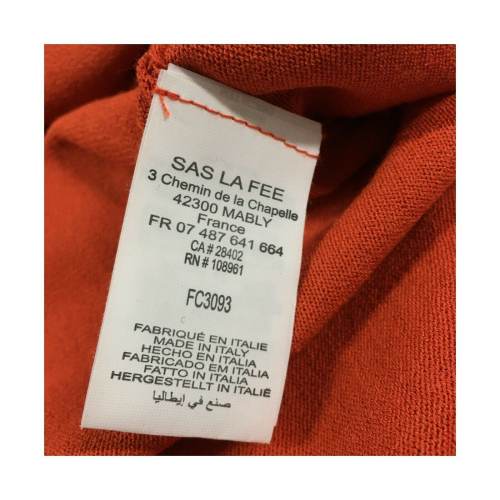 SAS LA FEE
3 Chemin de la Chapelle
42300 MABLY
France
FR 07 487 641 664
CA # 28402
RN # 108961
FC3093
FABRIQUÉ EN ITALIE
MADE IN ITALY
HECHO EN ITALIA
FABRICADO EM ITALIA
FATTO IN ITALIA
HERGESTELLT IN ITALIË
صنع في إيطاليا